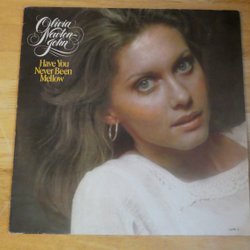 Olivia
Newton-
John
Have You
Never Been
Mellow